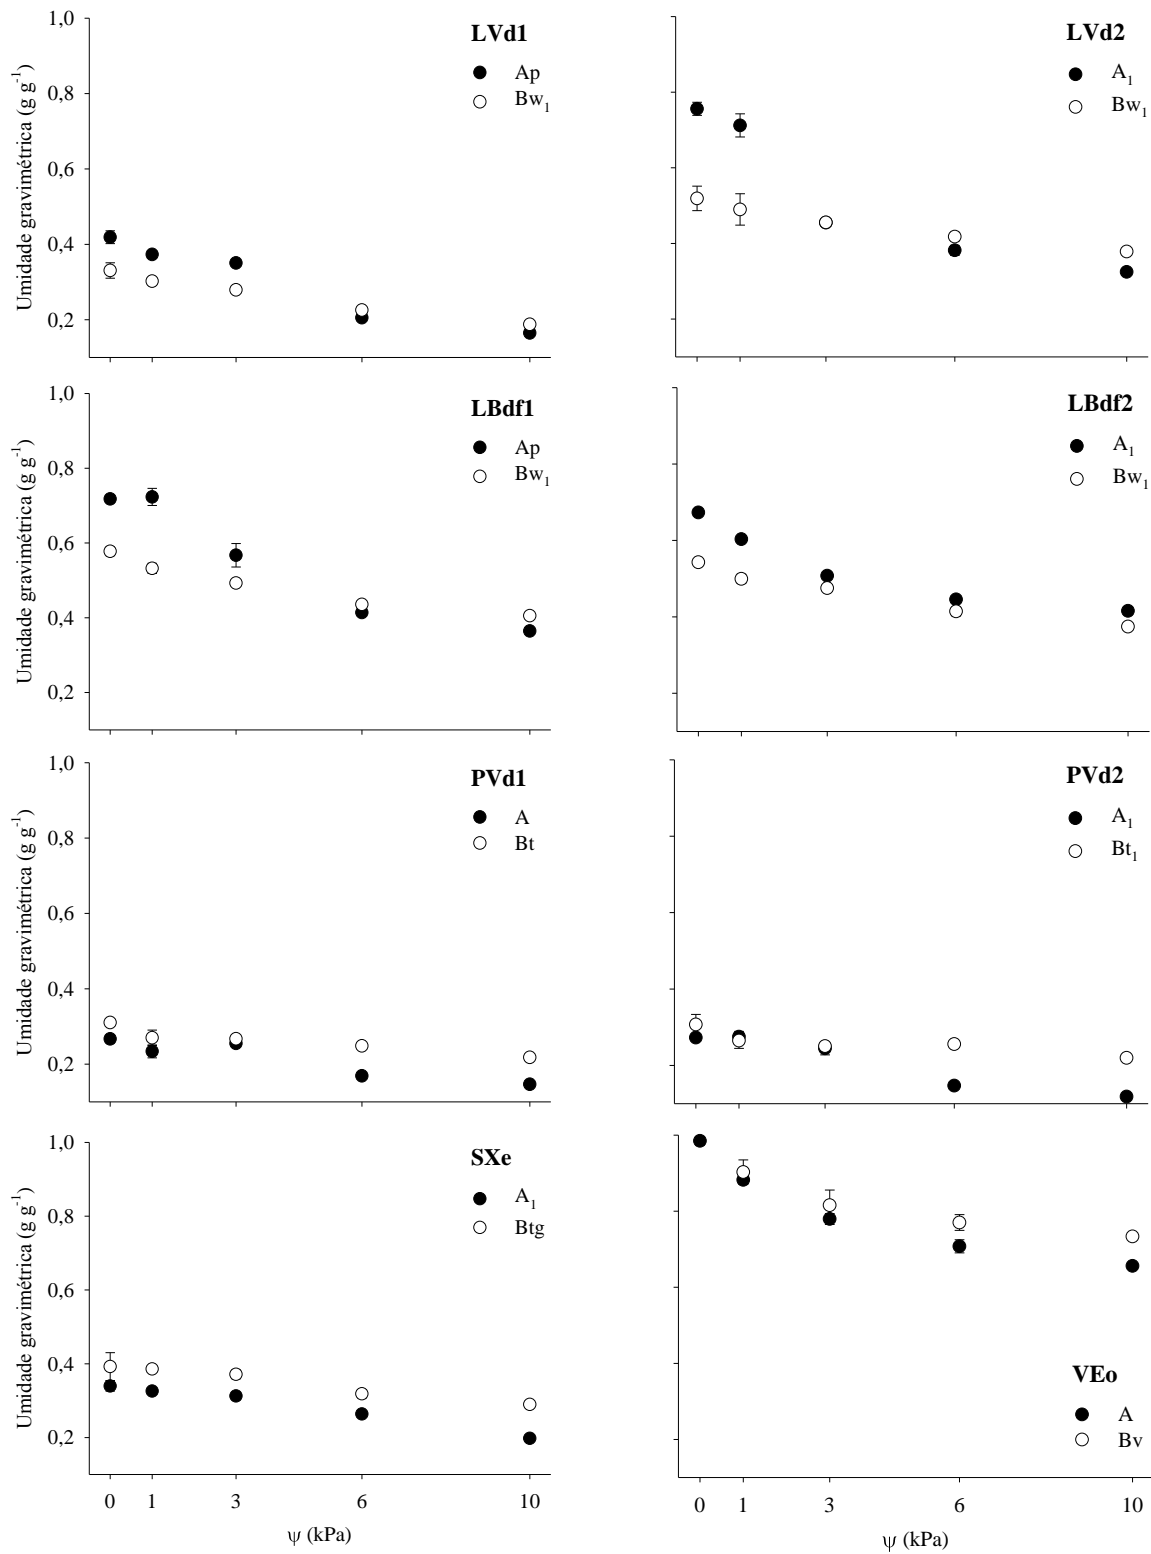 LVd1
Ap
Bw1
Umidade gravimétrica (g g-1)
1,0
0,8
0,6
0,4
0,2
LVd2
A1
Bw1
LBdf1
Ap
Bw1
Umidade gravimétrica (g g-1)
1,0
0,8
0,6
0,4
0,2
LBdf2
A1
Bw1
PVd1
A
Bt
Umidade gravimétrica (g g-1)
1,0
0,8
0,6
0,4
0,2
PVd2
A1
Bt1
SXe
A1
Btg
Umidade gravimétrica (g g-1)
1,0
0,8
0,6
0,4
0,2
0 1 3 6 10
ψ (kPa)
VEo
A
Bv
0 1 3 6 10
ψ (kPa)